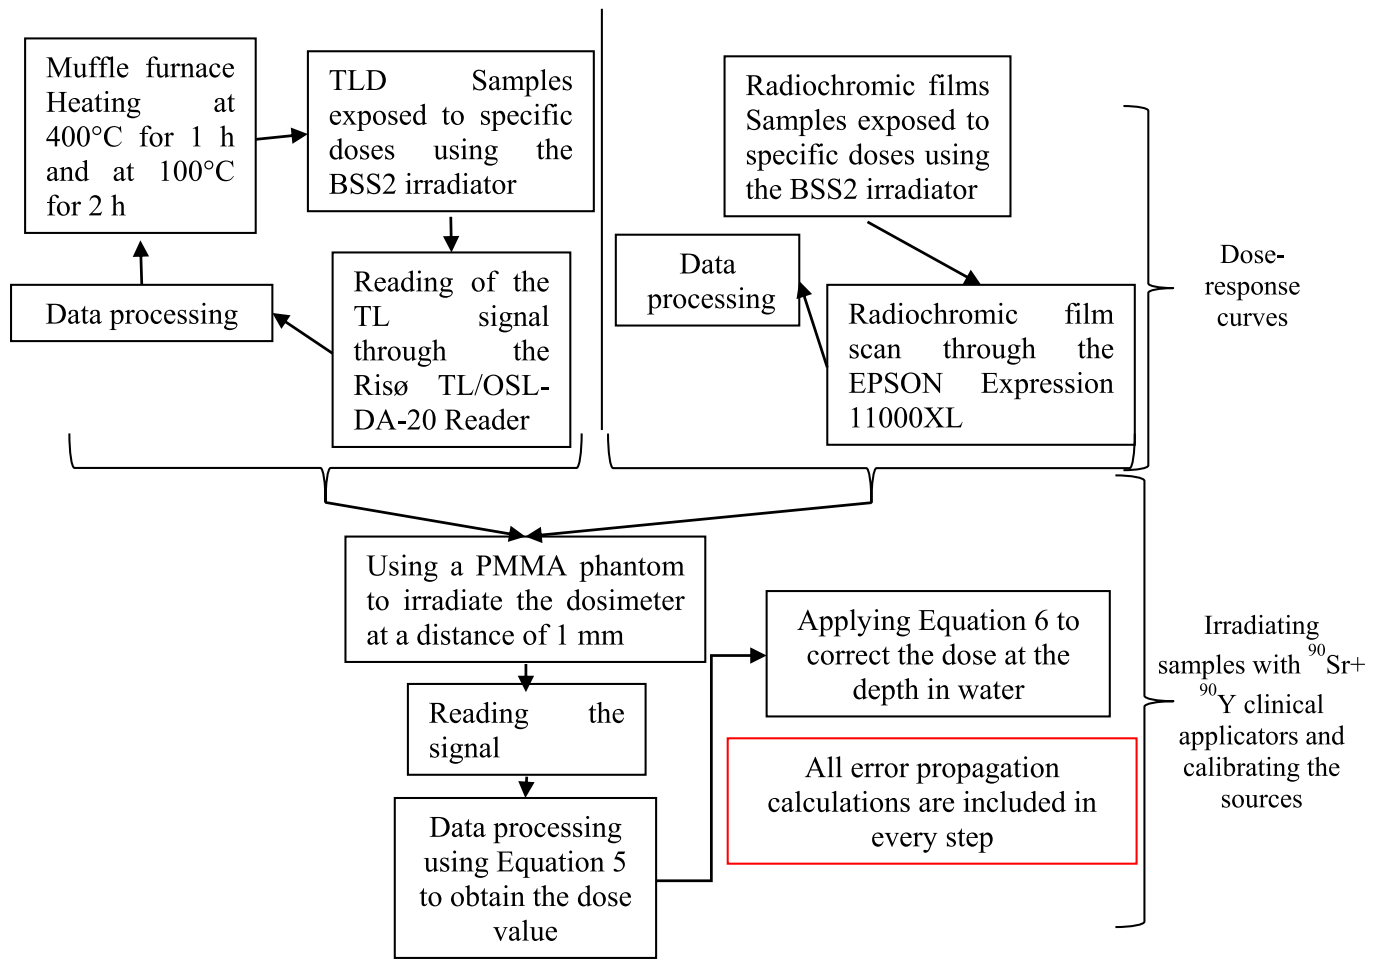 Muffle furnace
Heating at
400°C for 1 h
and at 100°C
for 2 h
TLD Samples
exposed to specific
doses using the
BSS2 irradiator
Reading of the
TL signal
through the
Risø TL/OSL-
DA-20 Reader
Data processing
Radiochromic films
Samples exposed to
specific doses using
the BSS2 irradiator
Radiochromic film
scan through the
EPSON Expression
11000XL
Data
processing
Dose-
response
curves
Using a PMMA phantom
to irradiate the dosimeter
at a distance of 1 mm
Reading the
signal
Data processing
using Equation 5
to obtain the dose
value
Applying Equation 6 to
correct the dose at the
depth in water
All error propagation
calculations are included in
every step
Irradiating
samples with ⁹⁰Sr+
⁹⁰Y clinical
applicators and
calibrating the
sources